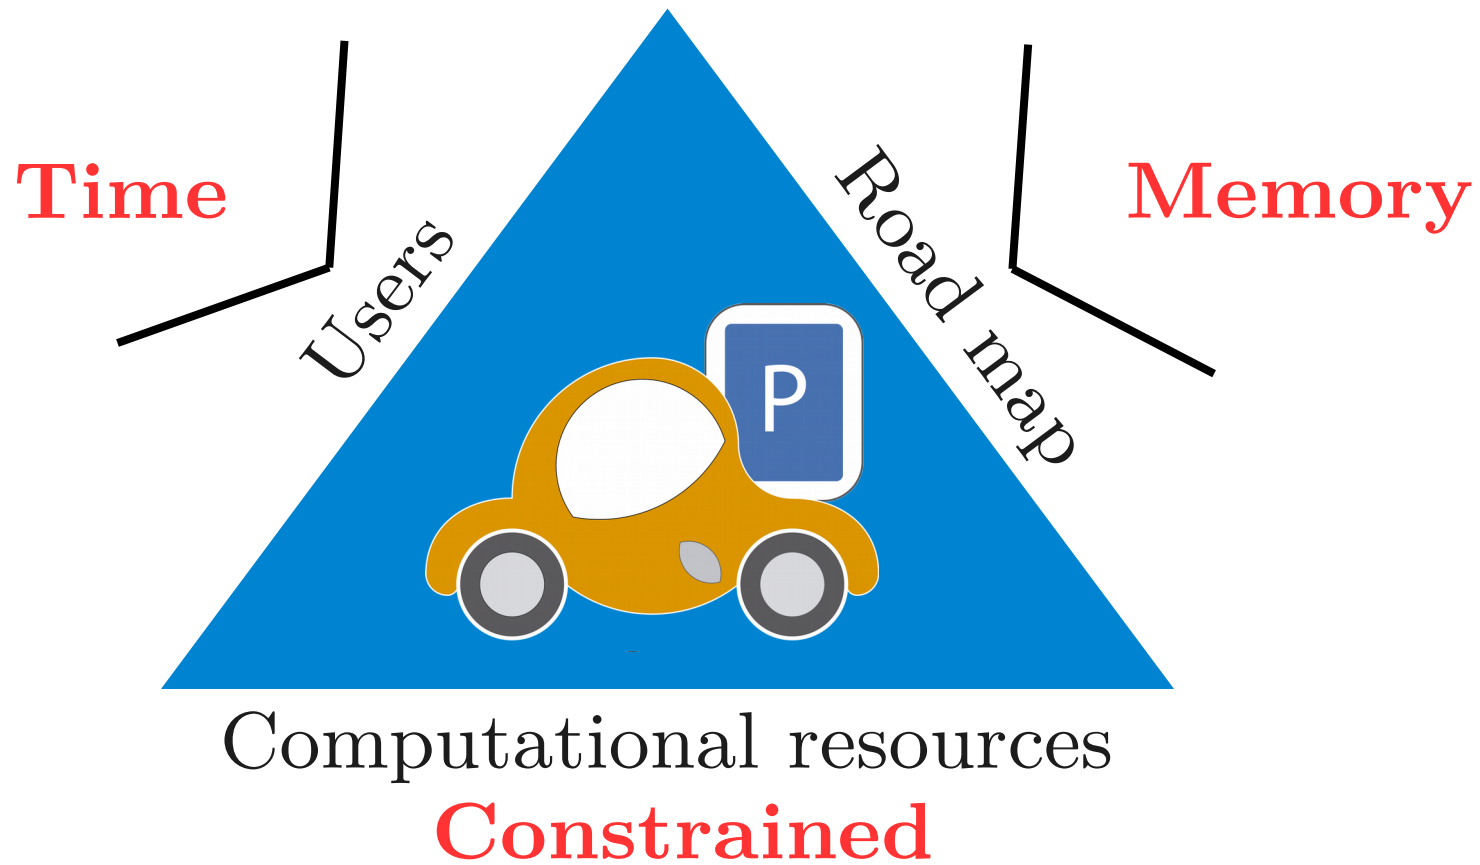 Time
Users
Road map
Memory
P
Computational resources
Constrained